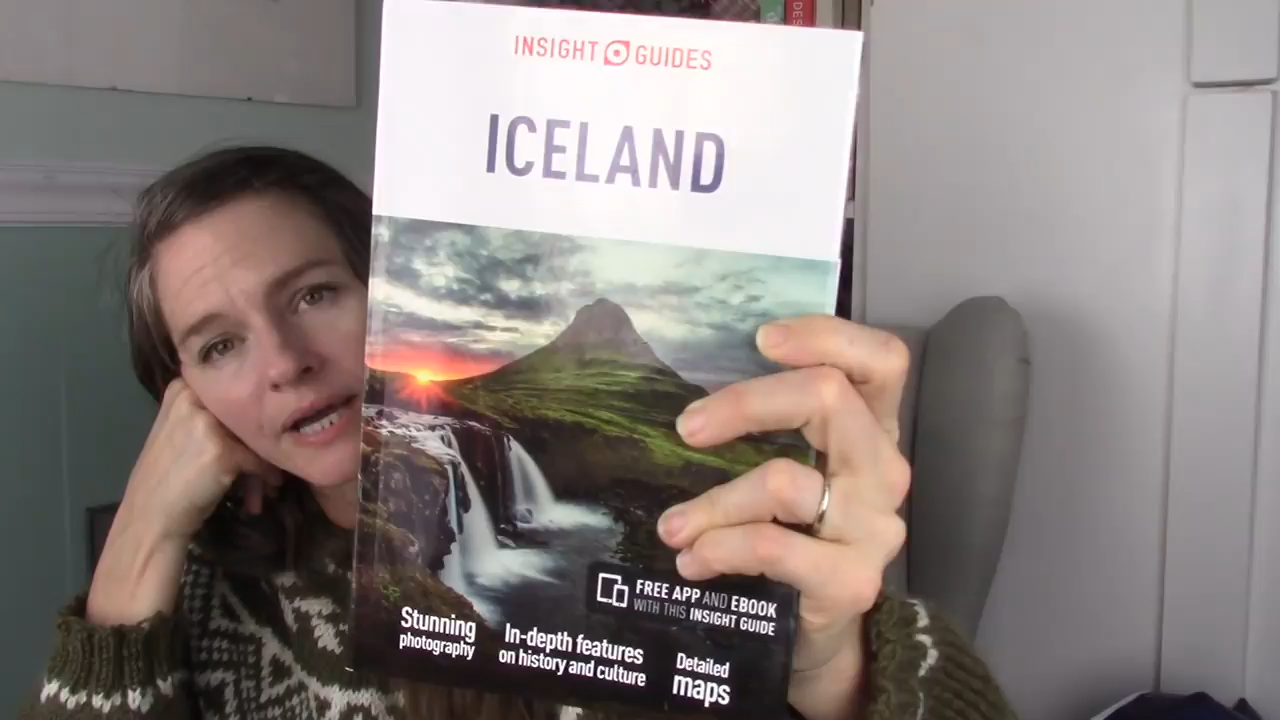 INSIGHT GUIDES
ICELAND
FREE APP AND EBOOK
WITH THIS INSIGHT GUIDE
Stunning
photography
In-depth features
on history and culture
Detailed
maps